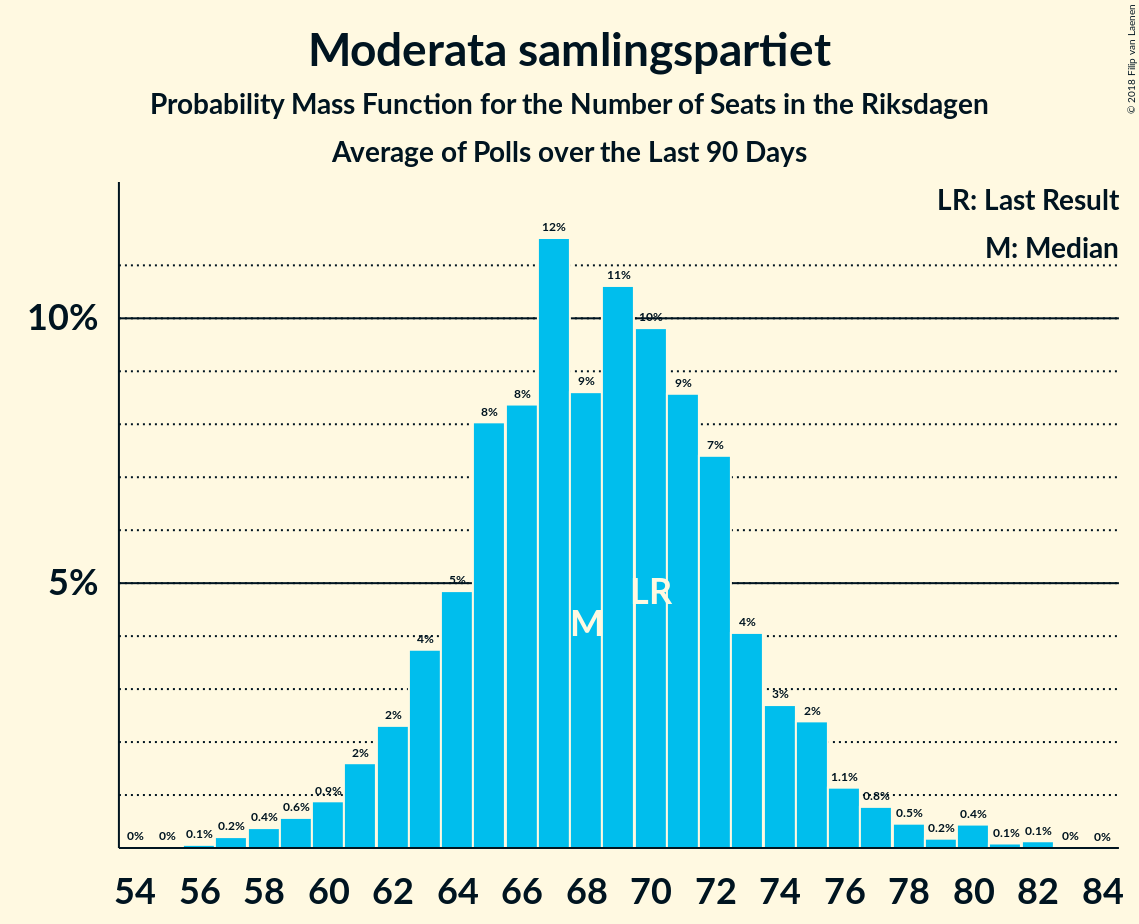 Moderata samlingspartiet
Probability Mass Function for the Number of Seats in the Riksdagen
Average of Polls over the Last 90 Days
© 2018 Filip van Laenen
LR: Last Result
M: Median
10%
5%
0% 0% 0.1% 0.2% 0.4% 0.6% 0.9% 2% 2% 4% 5% 8% 8% 12% 9% 11% 10% 9% 7% 4% 3% 2% 1.1% 0.8% 0.5% 0.2% 0.4% 0.1% 0.1% 0% 0%
M LR
54 56 58 60 62 64 66 68 70 72 74 76 78 80 82 84